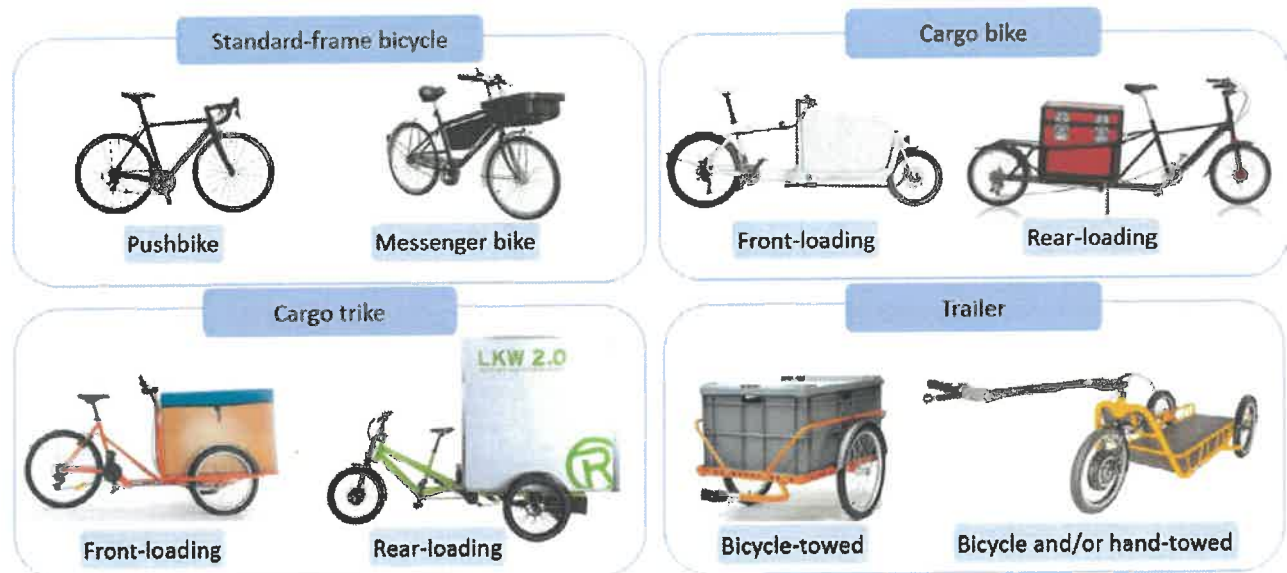 Standard-frame bicycle
Pushbike
Messenger bike
Cargo bike
Front-loading
Rear-loading
Cargo trike
LKW 2.0
R
Front-loading
Rear-loading
Trailer
Bicycle-towed
Bicycle and/or hand-towed